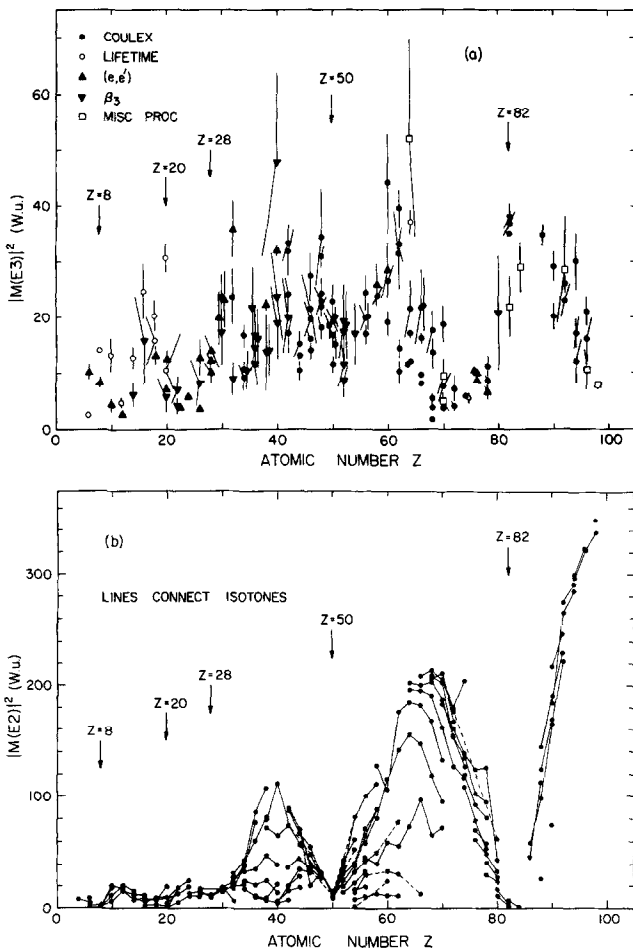 COULEX
LIFETIME
(e,e')
β₃
MISC PROC
(a)
Z=8
Z=20
Z=28
Z=50
Z=82
|M(E3)|² (W.u.)
60
40
20
0
0 20 40 60 80 100
ATOMIC NUMBER Z
(b)
LINES CONNECT ISOTONES
Z=8
Z=20
Z=28
Z=50
Z=82
|M(E2)|² (W.u.)
300
200
100
0
0 20 40 60 80 100
ATOMIC NUMBER Z